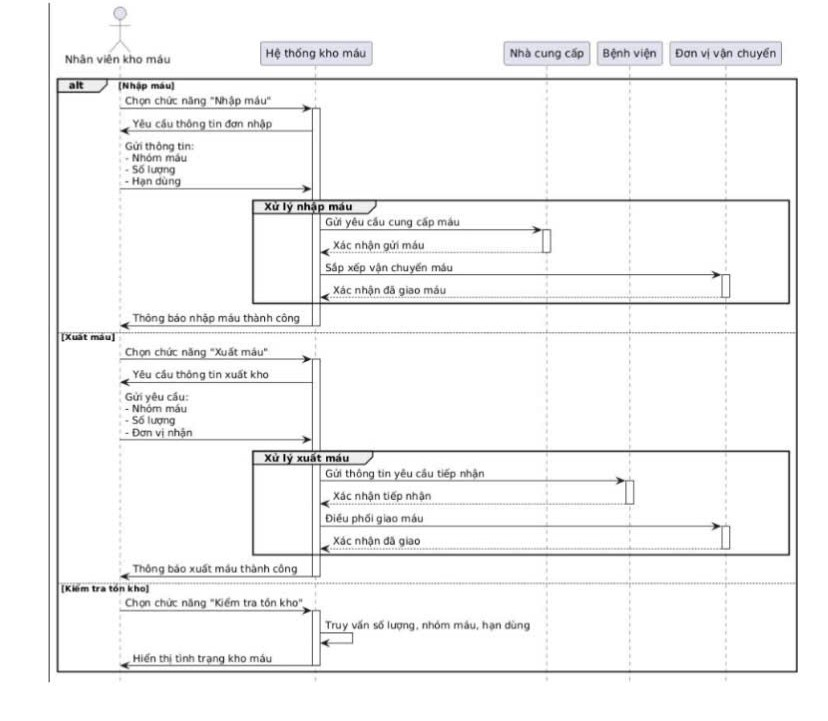 Nhân viên kho máu
Hệ thống kho máu
Nhà cung cấp
Bệnh viện
Đơn vị vận chuyển
alt
[Nhập máu]
Chọn chức năng "Nhập máu"
Yêu cầu thông tin đơn nhập
Gửi thông tin:
- Nhóm máu
- Số lượng
- Hạn dùng
Xử lý nhập máu
Gửi yêu cầu cung cấp máu
Xác nhận gửi máu
Sắp xếp vận chuyển máu
Xác nhận đã giao máu
Thông báo nhập máu thành công
[Xuất máu]
Chọn chức năng "Xuất máu"
Yêu cầu thông tin xuất kho
Gửi yêu cầu:
- Nhóm máu
- Số lượng
- Đơn vị nhận
Xử lý xuất máu
Gửi thông tin yêu cầu tiếp nhận
Xác nhận tiếp nhận
Điều phối giao máu
Xác nhận đã giao
Thông báo xuất máu thành công
[Kiểm tra tồn kho]
Chọn chức năng "Kiểm tra tồn kho"
Truy vấn số lượng, nhóm máu, hạn dùng
Hiển thị tình trạng kho máu